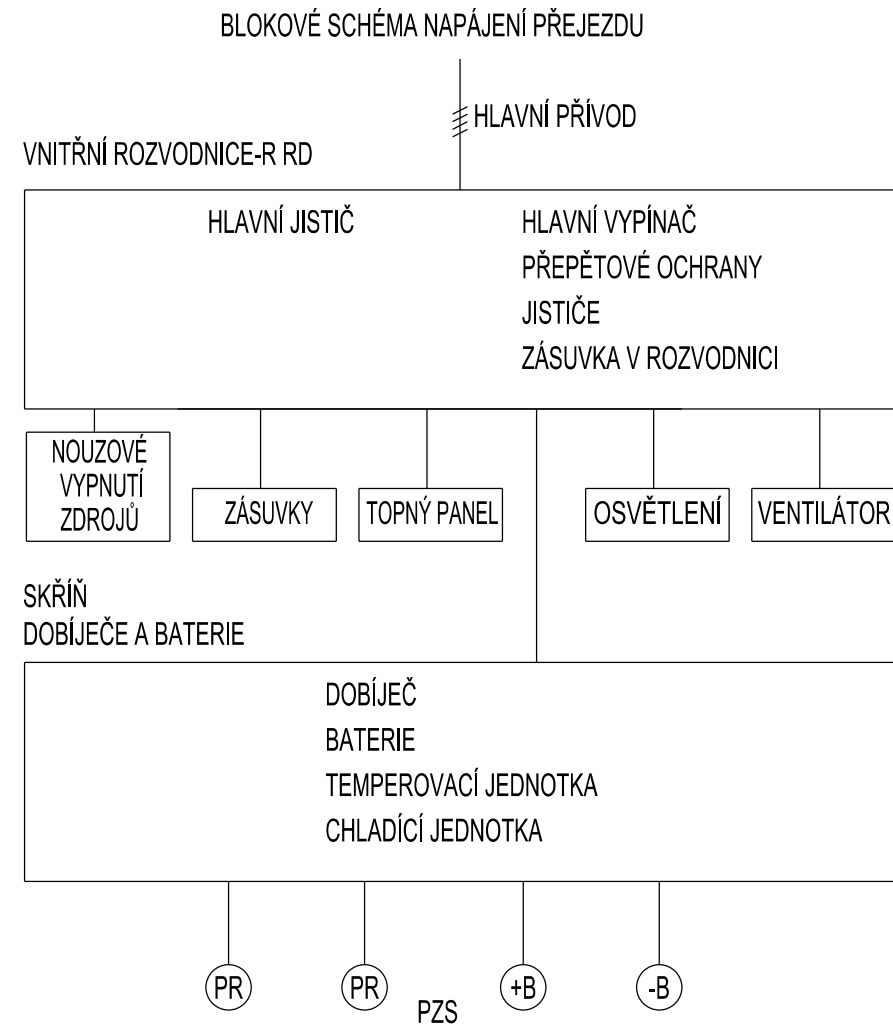 BLOKOVÉ SCHÉMA NAPÁJENÍ PŘEJEZDU
HLAVNÍ PŘÍVOD
VNITŘNÍ ROZVODNICE-R RD
HLAVNÍ JISTIČ
HLAVNÍ VYPÍNAČ
PŘEPĚTOVÉ OCHRANY
JISTIČE
ZÁSUVKA V ROZVODNICI
NOUZOVÉ
VYPNUTÍ
ZDROJŮ
ZÁSUVKY
TOPNÝ PANEL
OSVĚTLENÍ
VENTILÁTOR
SKŘÍŇ
DOBÍJEČE A BATERIE
DOBÍJEČ
BATERIE
TEMPEROVACÍ JEDNOTKA
CHLADÍCÍ JEDNOTKA
PR
PR
+B
-B
PZS